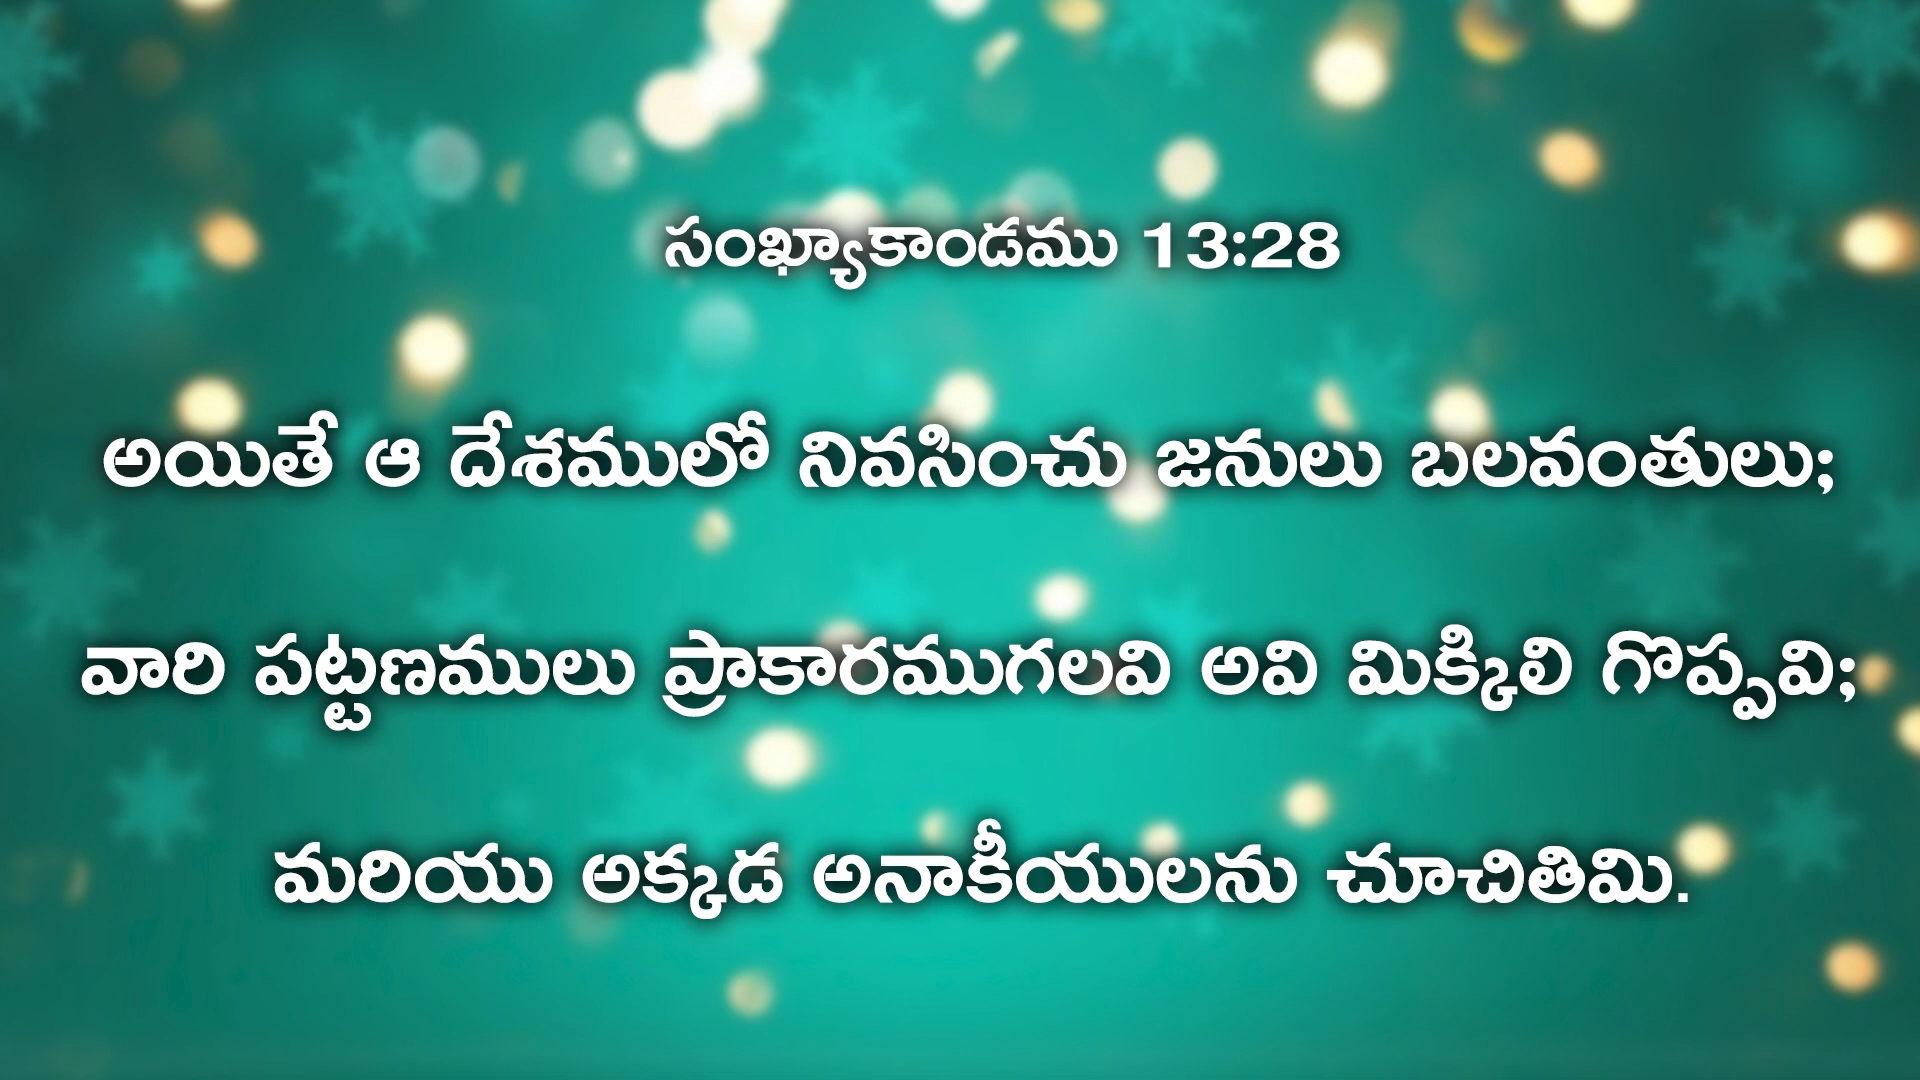 సంఖ్యాకాండము 13:28
అయితే ఆ దేశములో నివసించు జనులు బలవంతులు;
వారి పట్టణములు ప్రాకారముగలవి అవి మిక్కిలి గొప్పవి;
మరియు అక్కడ అనాకీయులను చూచితివిు.